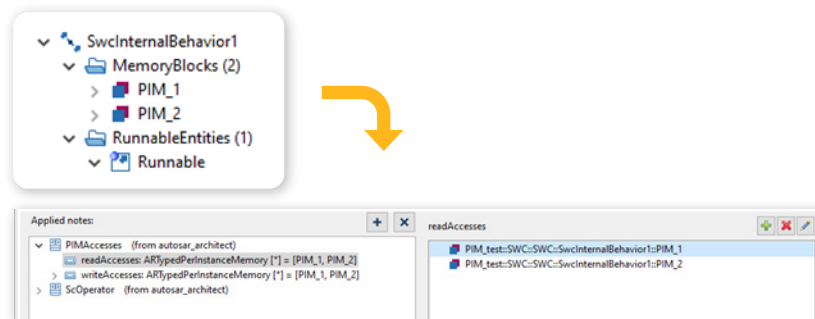 SwcInternalBehavior1
MemoryBlocks (2)
PIM_1
PIM_2
RunnableEntities (1)
Runnable
Applied notes:
PIMAccesses (from autosar_architect)
readAccesses: ARTypedPerInstanceMemory [*] = [PIM_1, PIM_2]
writeAccesses: ARTypedPerInstanceMemory [*] = [PIM_1, PIM_2]
ScOperator (from autosar_architect)
readAccesses
PIM_test::SWC::SWC::SwcInternalBehavior1::PIM_1
PIM_test::SWC::SWC::SwcInternalBehavior1::PIM_2